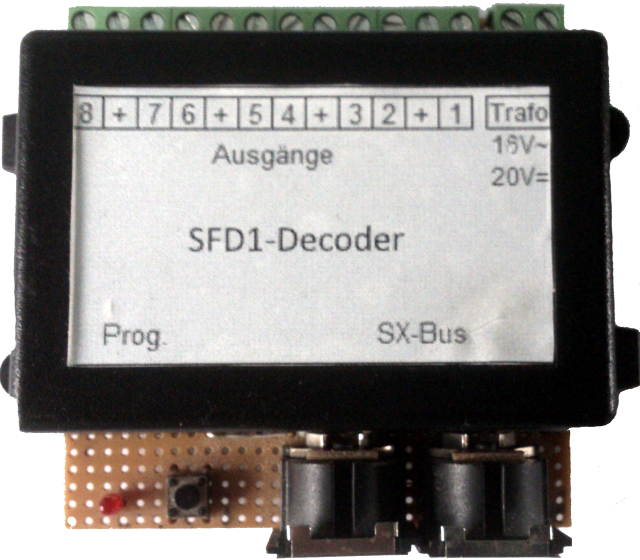 8 + 7 6 + 5 4 + 3 2 + 1 Trafo
16V~
20V=
Ausgänge
SFD1-Decoder
Prog. SX-Bus